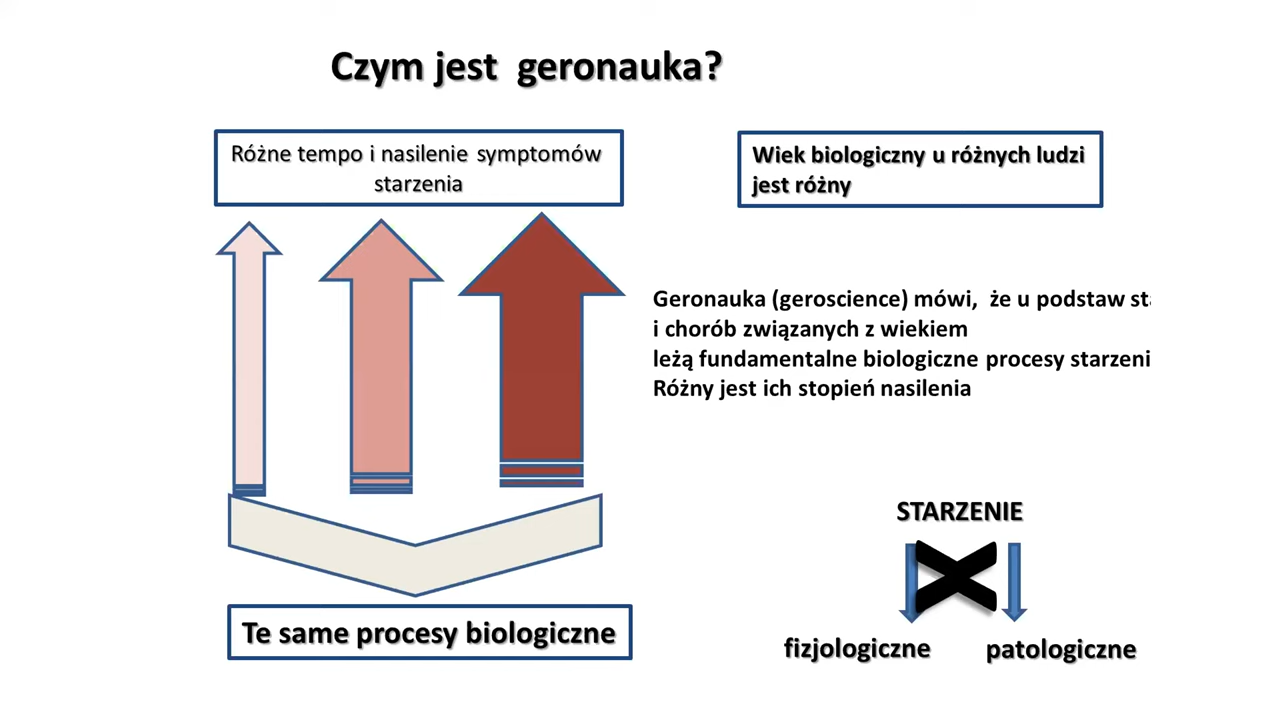 Czym jest geronauka?
Różne tempo i nasilenie symptomów
starzenia
Wiek biologiczny u różnych ludzi
jest różny
Geronauka (geroscience) mówi, że u podstaw
i chorób związanych z wiekiem
leżą fundamentalne biologiczne procesy starzeni
Różny jest ich stopień nasilenia
Te same procesy biologiczne
STARZENIE
fizjologiczne patologiczne